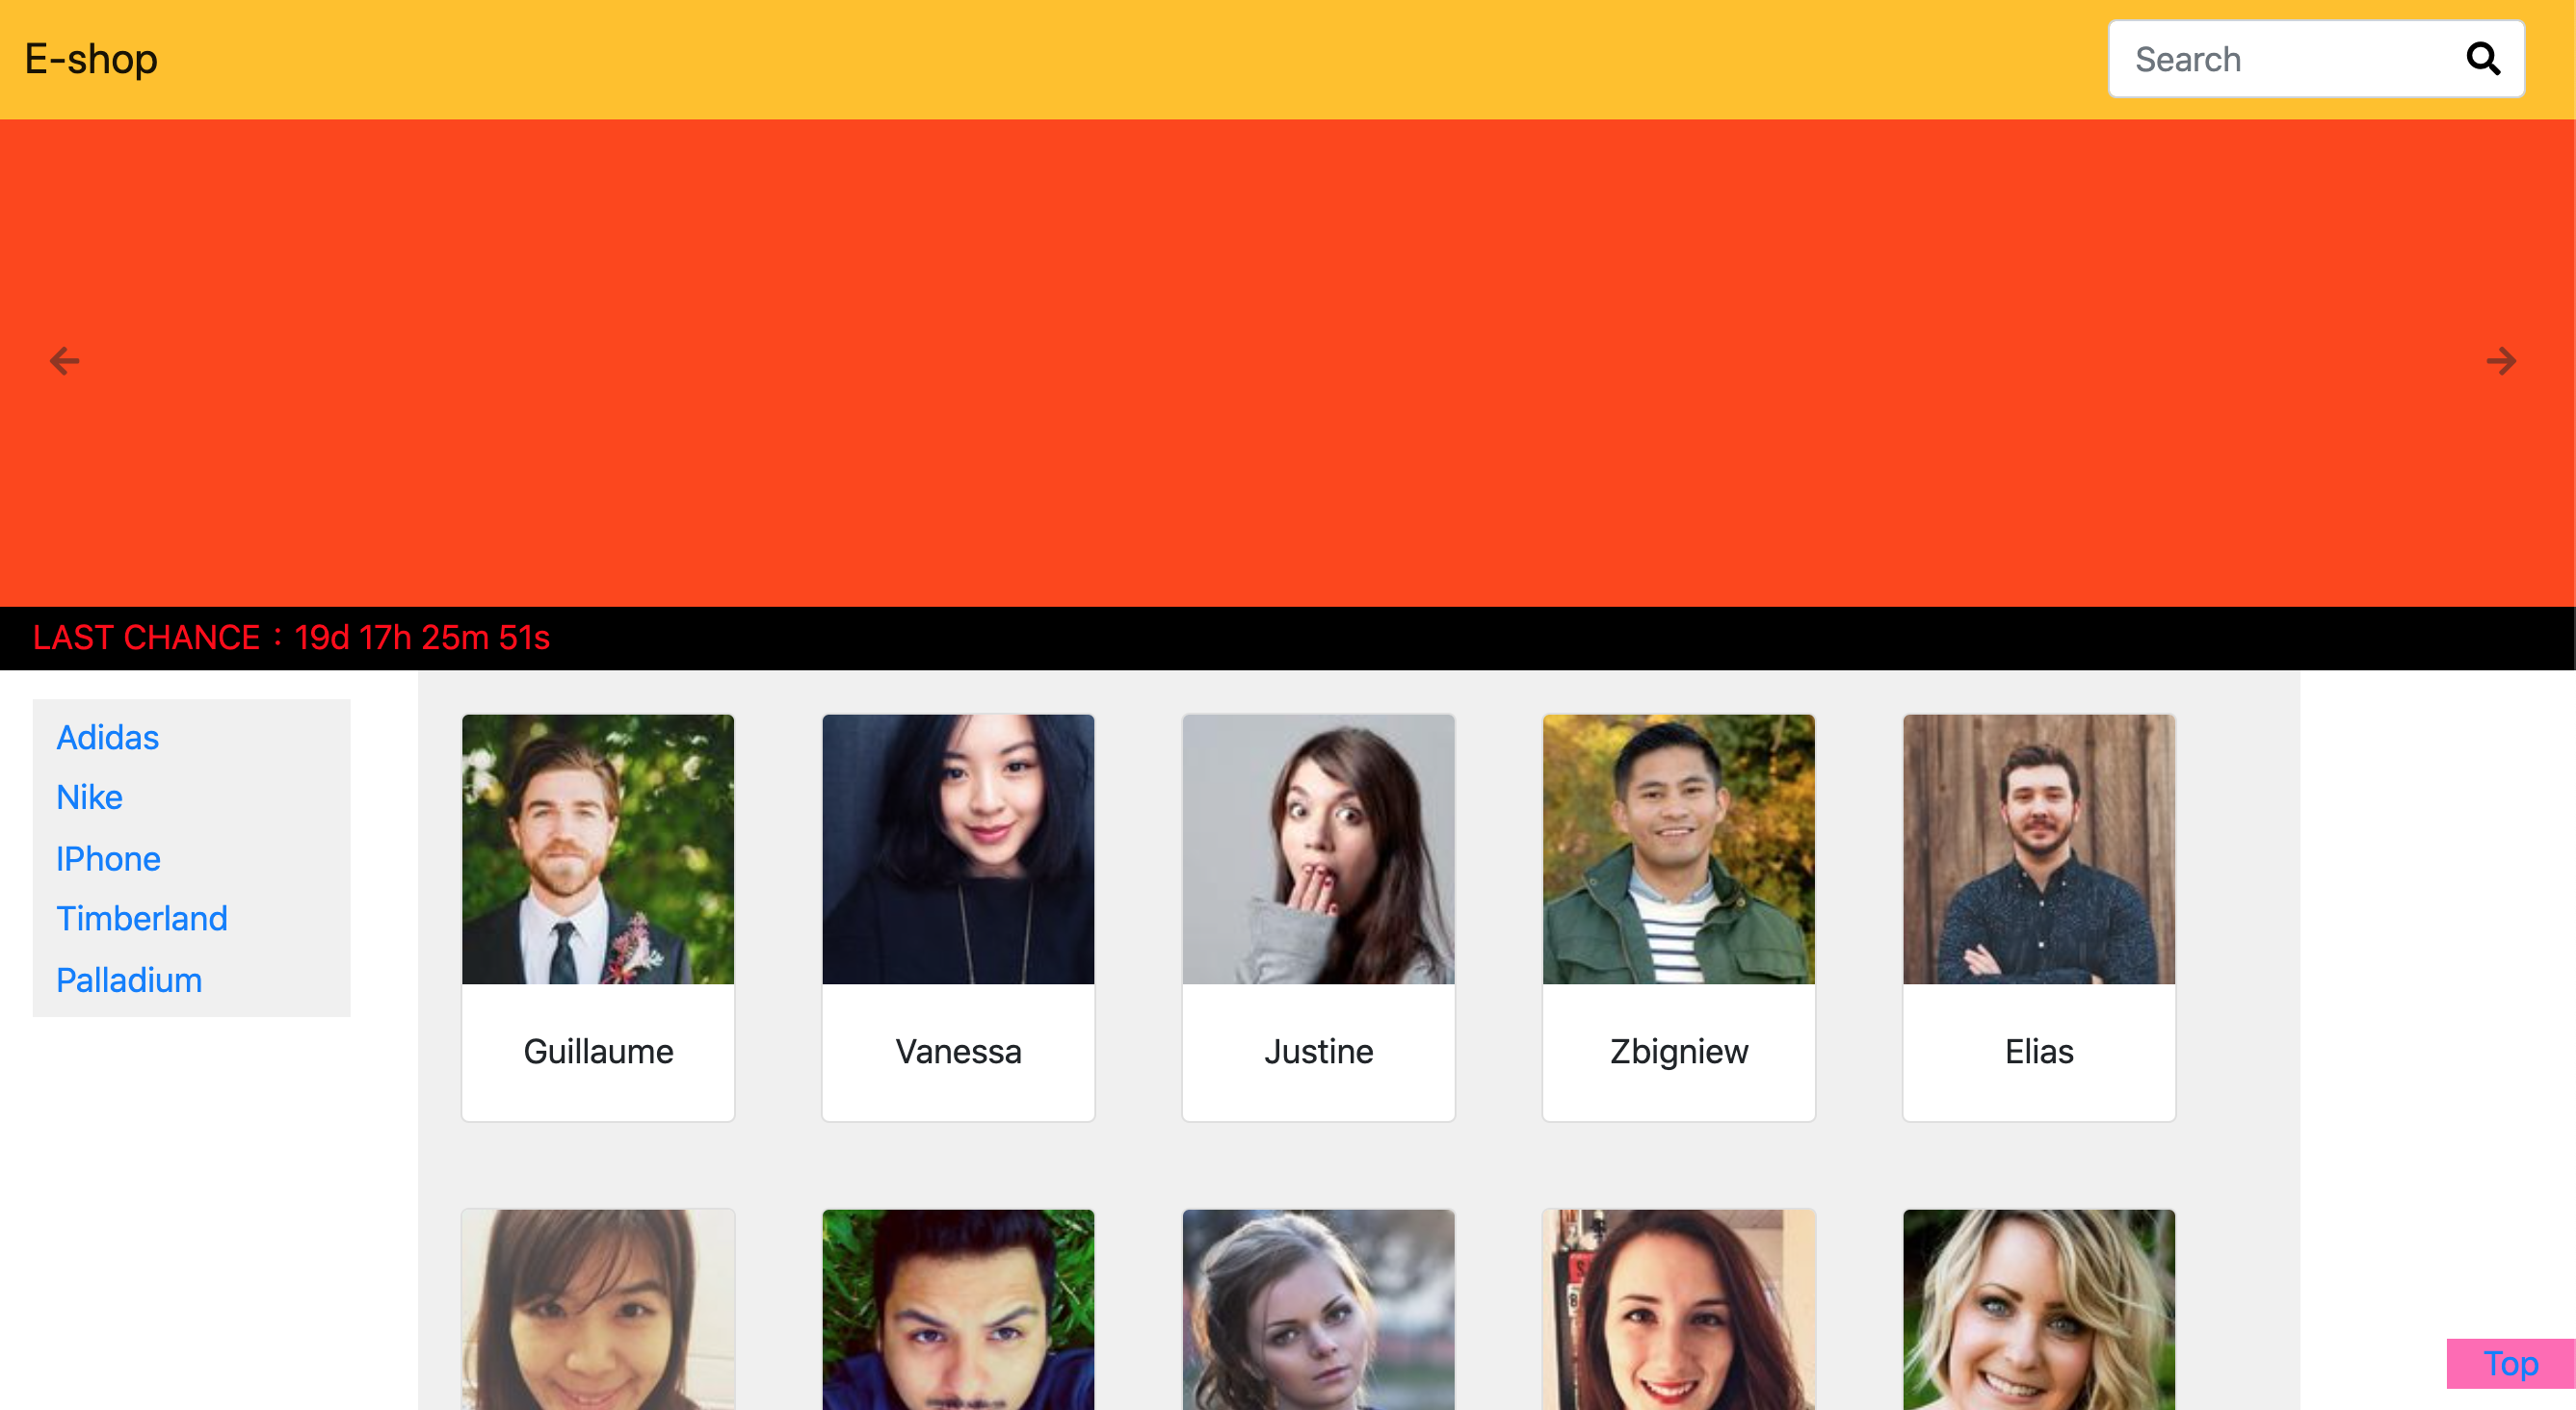 E-shop
Search
LAST CHANCE : 19d 17h 25m 51s
Adidas
Nike
IPhone
Timberland
Palladium
Guillaume
Vanessa
Justine
Zbigniew
Elias
Top